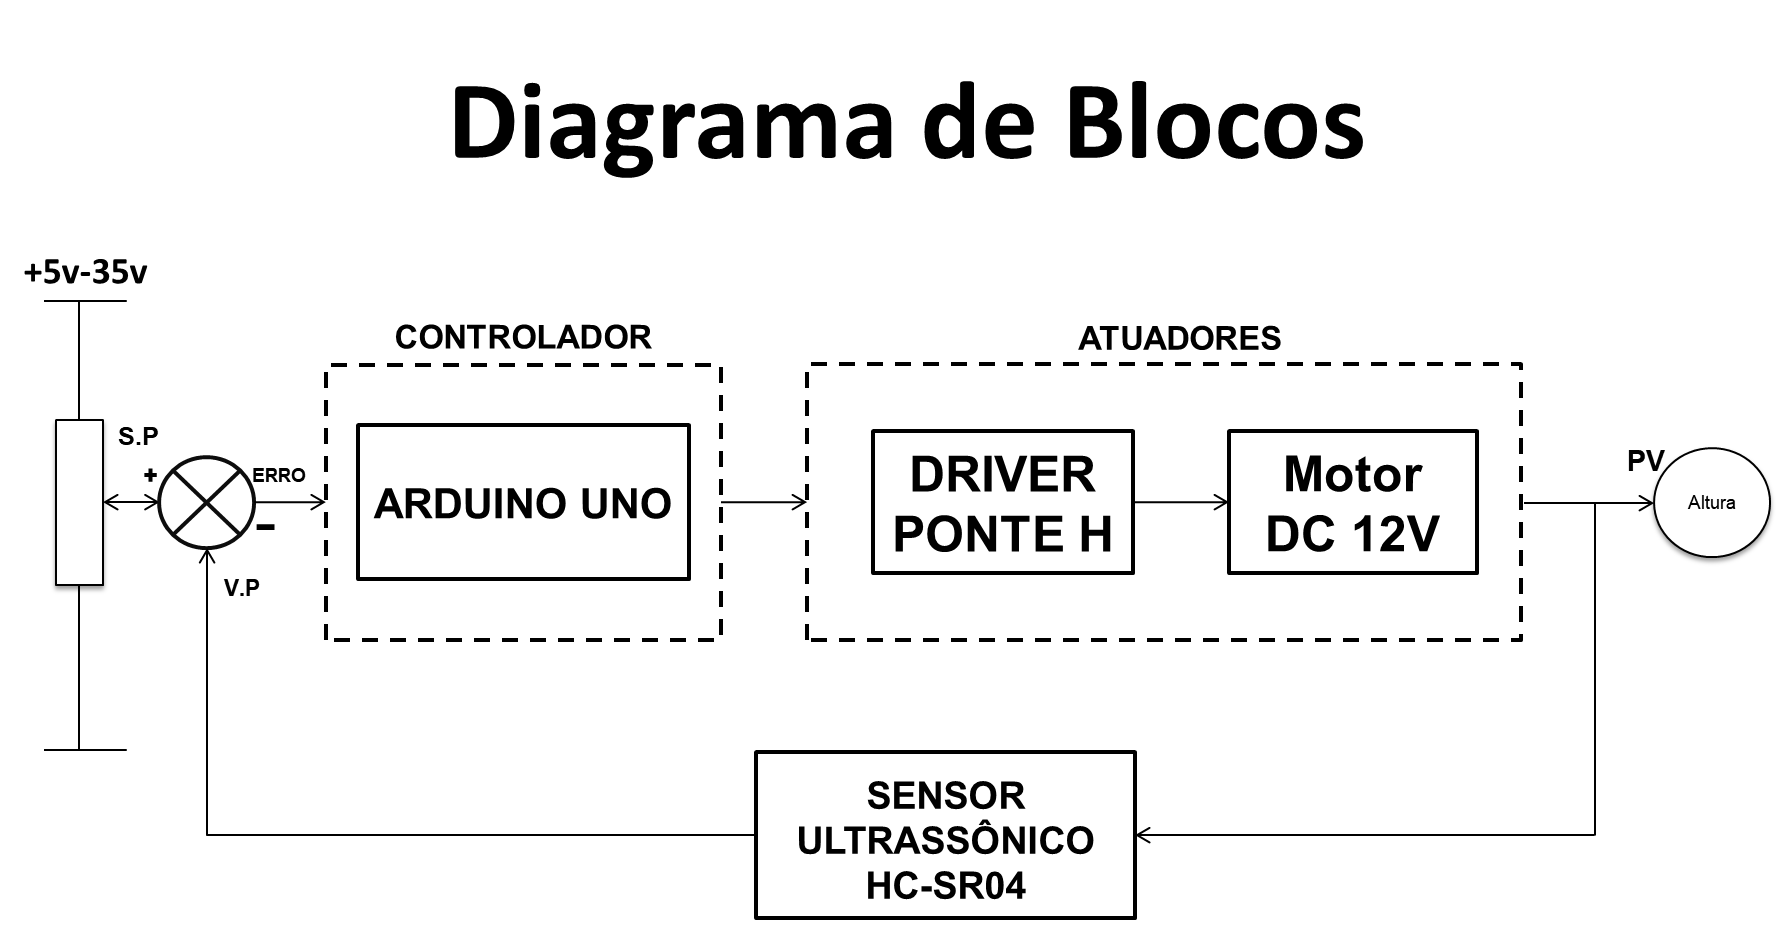 Diagrama de Blocos
+5v-35v
CONTROLADOR
ATUADORES
S.P
+
ERRO
-
V.P
ARDUINO UNO
DRIVER
PONTE H
Motor
DC 12V
PV
Altura
SENSOR
ULTRASSÔNICO
HC-SR04